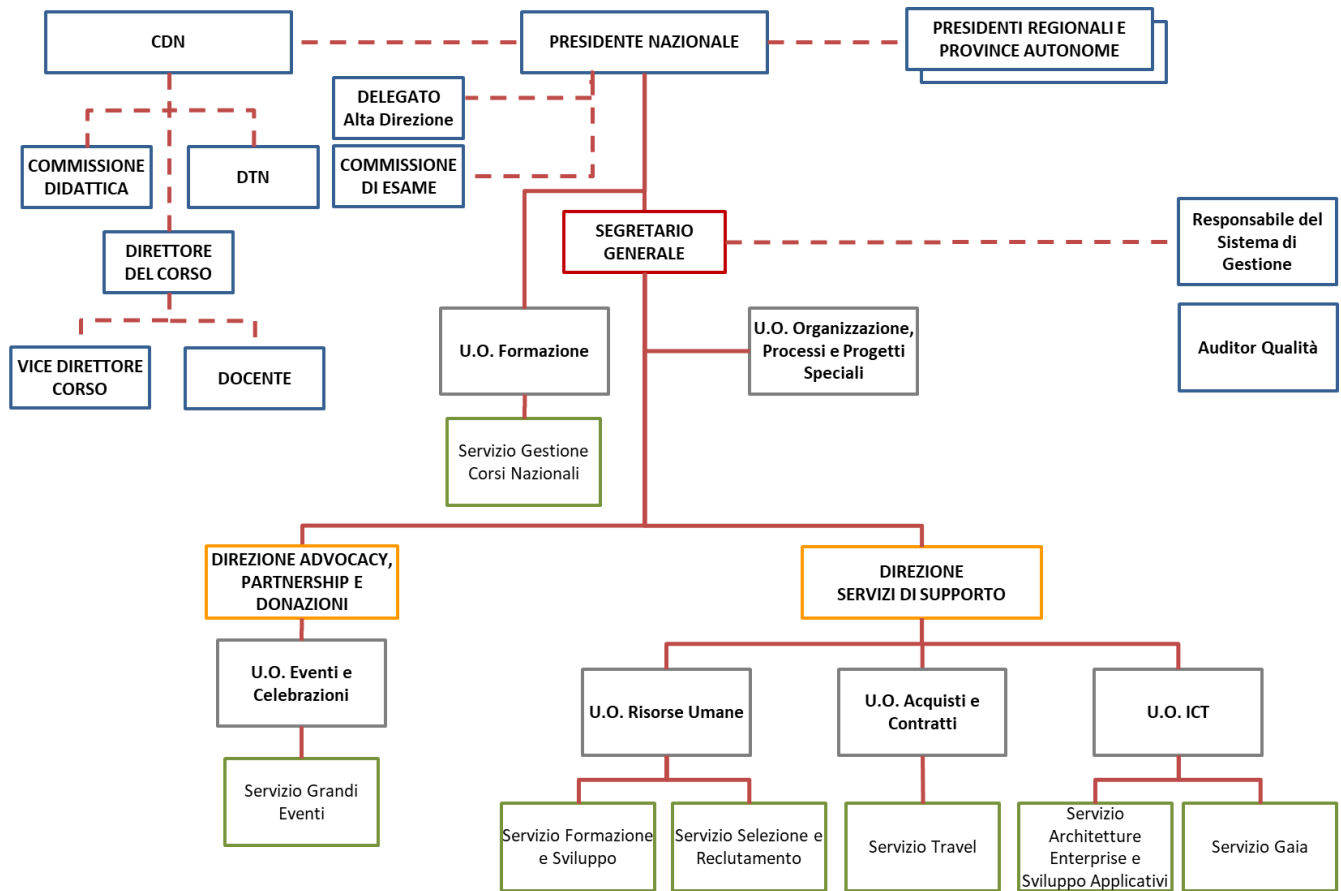 CDN
PRESIDENTE NAZIONALE
PRESIDENTI REGIONALI E
PROVINCE AUTONOME
DELEGATO
Alta Direzione
COMMISSIONE
DIDATTICA
DTN
COMMISSIONE
DI ESAME
DIRETTORE
DEL CORSO
SEGRETARIO
GENERALE
Responsabile del
Sistema di
Gestione
VICE DIRETTORE
CORSO
DOCENTE
U.O. Formazione
U.O. Organizzazione,
Processi e Progetti
Speciali
Auditor Qualità
Servizio Gestione
Corsi Nazionali
DIREZIONE ADVOCACY,
PARTNERSHIP E
DONAZIONI
DIREZIONE
SERVIZI DI SUPPORTO
U.O. Eventi e
Celebrazioni
U.O. Risorse Umane
U.O. Acquisti e
Contratti
U.O. ICT
Servizio Grandi
Eventi
Servizio Formazione
e Sviluppo
Servizio Selezione e
Reclutamento
Servizio Travel
Servizio
Architetture
Enterprise e
Sviluppo Applicativi
Servizio Gaia